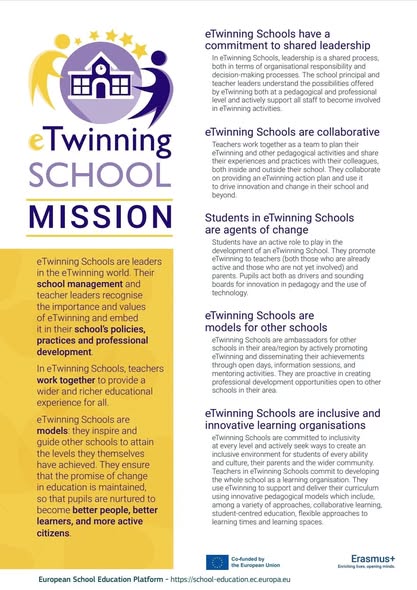 eTwinning
SCHOOL
MISSION
eTwinning Schools are leaders
in the eTwinning world. Their
school management and
teacher leaders recognise
the importance and values
of eTwinning and embed
it in their school's policies,
practices and professional
development.
In eTwinning Schools, teachers
work together to provide a
wider and richer educational
experience for all.
eTwinning Schools are
models: they inspire and
guide other schools to attain
the levels they themselves
have achieved. They ensure
that the promise of change
in education is maintained,
so that pupils are nurtured to
become better people, better
learners, and more active
citizens.
eTwinning Schools have a
commitment to shared leadership
In eTwinning Schools, leadership is a shared process,
both in terms of organisational responsibility and
decision-making processes. The school principal and
teacher leaders understand the possibilities offered
by eTwinning both at a pedagogical and professional
level and actively support all staff to become involved
in eTwinning activities.
eTwinning Schools are collaborative
Teachers work together as a team to plan their
eTwinning and other pedagogical activities and share
their experiences and practices with their colleagues,
both inside and outside their school. They collaborate
on providing an eTwinning action plan and use it
to drive innovation and change in their school and
beyond.
Students in eTwinning Schools
are agents of change
Students have an active role to play in the
development of an eTwinning School. They promote
eTwinning to teachers (both those who are already
active and those who are not yet involved) and
parents. Pupils act both as drivers and sounding
boards for innovation in pedagogy and the use of
technology.
eTwinning Schools are
models for other schools
eTwinning Schools are ambassadors for other
schools in their area/region by actively promoting
eTwinning and disseminating their achievements
through open days, information sessions, and
mentoring activities. They are proactive in creating
professional development opportunities open to other
schools in their area.
eTwinning Schools are inclusive and
innovative learning organisations
eTwinning Schools are committed to inclusivity
at every level and actively seek ways to create an
inclusive environment for students of every ability
and culture, their parents and the wider community.
Teachers in eTwinning Schools commit to developing
the whole school as a learning organisation. They
use eTwinning to support and deliver their curriculum
using innovative pedagogical models which include,
among a variety of approaches, collaborative learning,
student-centred education, flexible approaches to
learning times and learning spaces.
Co-funded by
the European Union
Erasmus+
Enriching lives, opening minds.
European School Education Platform - https://school-education.ec.europa.eu